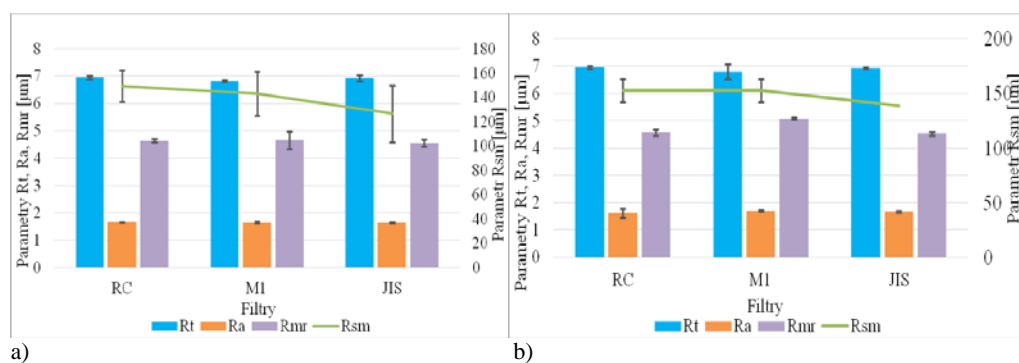 8
7
6
5
4
3
2
1
0
Parametry Rt, Ra, Rmr [µm]
180
160
140
120
100
80
60
40
20
0
Parametr Rsm [µm]
RC M1 JIS
Filtry
Rt Ra Rmr Rsm
a)
8
7
6
5
4
3
2
1
0
Parametry Rt, Ra, Rmr [µm]
200
150
100
50
0
Parametr Rsm [µm]
RC M1 JIS
Filtry
Rt Ra Rmr Rsm
b)